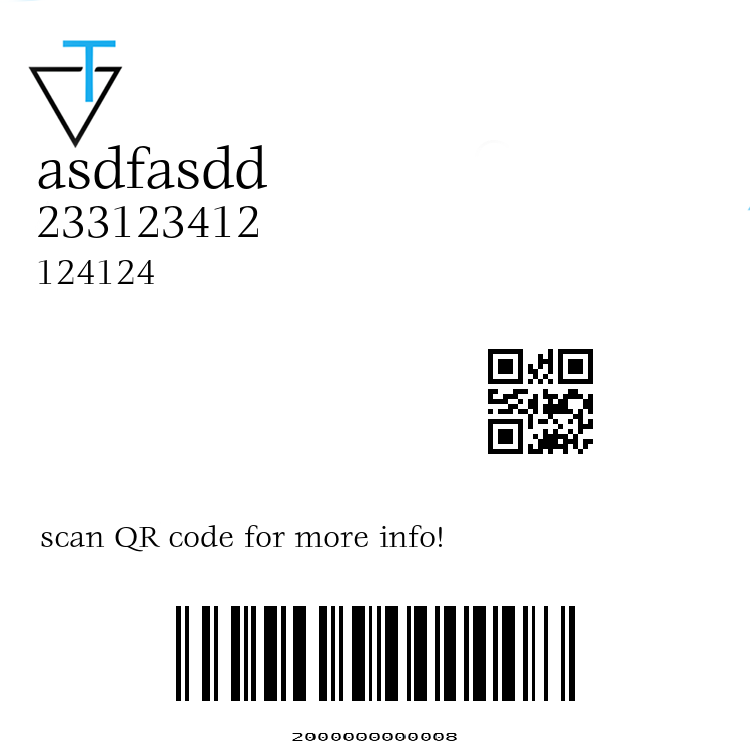 T
asdfasdd
233123412
124124
scan QR code for more info!
2000000000008